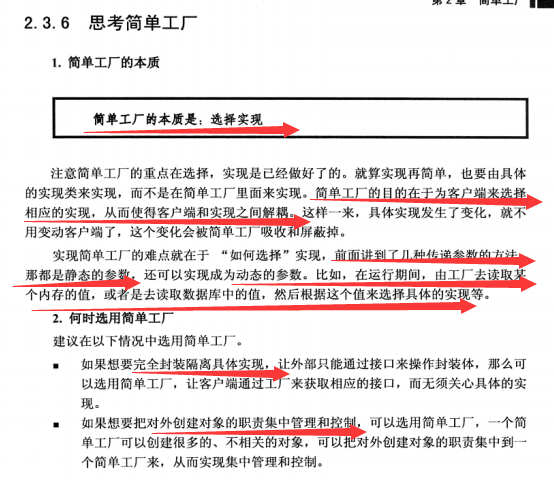 第2章 简单工厂
2.3.6 思考简单工厂
1. 简单工厂的本质
简单工厂的本质是：选择实现
注意简单工厂的重点在选择，实现是已经做好了的。就算实现再简单，也要由具体
的实现类来实现，而不是在简单工厂里面来实现。简单工厂的目的在于为客户端来选择
相应的实现，从而使得客户端和实现之间解耦。这样一来，具体实现发生了变化，就不
用变动客户端了，这个变化会被简单工厂吸收和屏蔽掉。
实现简单工厂的难点就在于 “如何选择”实现，前面讲到了几种传递参数的方法，
那都是静态的参数，还可以实现成为动态的参数。比如，在运行期间，由工厂去读取某
个内存的值，或者是去读取数据库中的值，然后根据这个值来选择具体的实现等。
2. 何时选用简单工厂
建议在以下情况中选用简单工厂。
■ 如果想要完全封装隔离具体实现，让外部只能通过接口来操作封装体，那么可
以选用简单工厂，让客户端通过工厂来获取相应的接口，而无须关心具体的实
现。
■ 如果想要把对外创建对象的职责集中管理和控制，可以选用简单工厂，一个简
单工厂可以创建很多的、不相关的对象，可以把对外创建对象的职责集中到一
个简单工厂来，从而实现集中管理和控制。